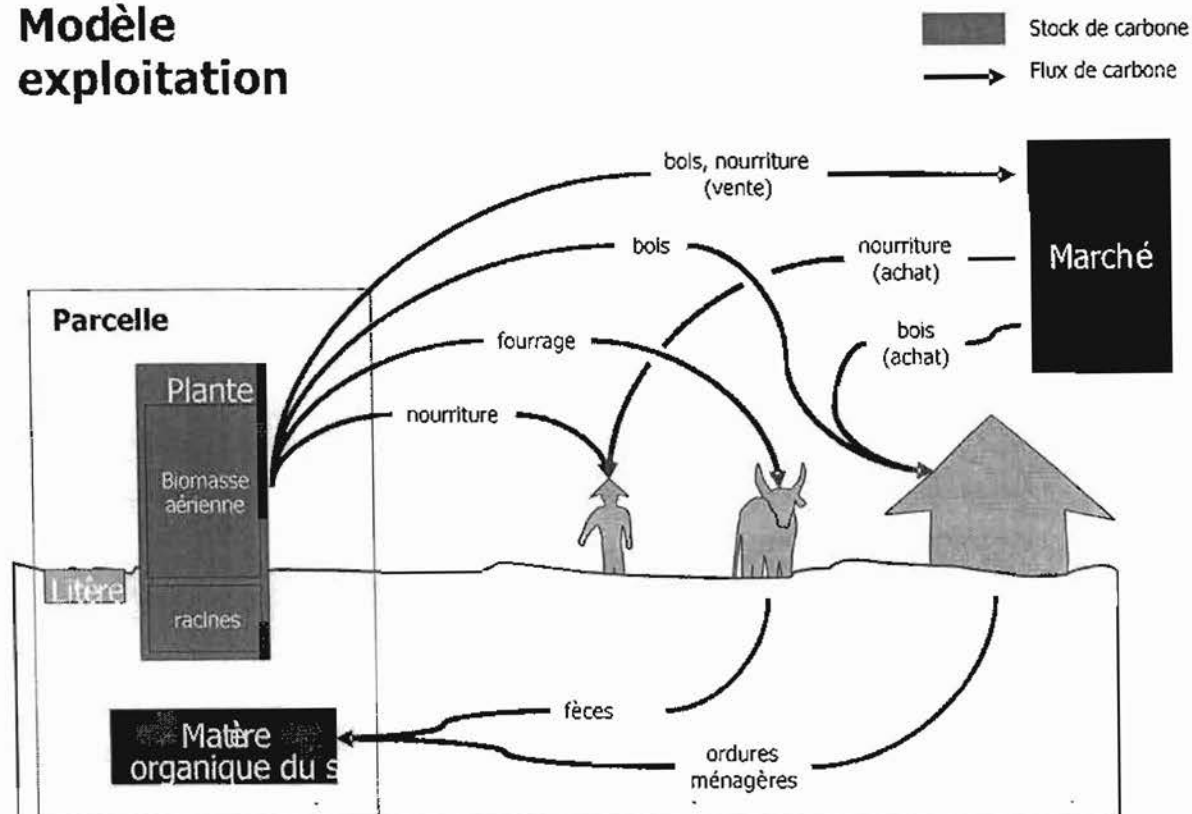 Modèle
exploitation
Stock de carbone
Flux de carbone
bois, nourriture
(vente)
bois
nourriture
(achat)
Marché
Parcelle
bois
(achat)
fourrage
Plante
nourriture
Biomasse
aérienne
Litère
racines
fèces
Matère
organique du s
ordures
ménagères